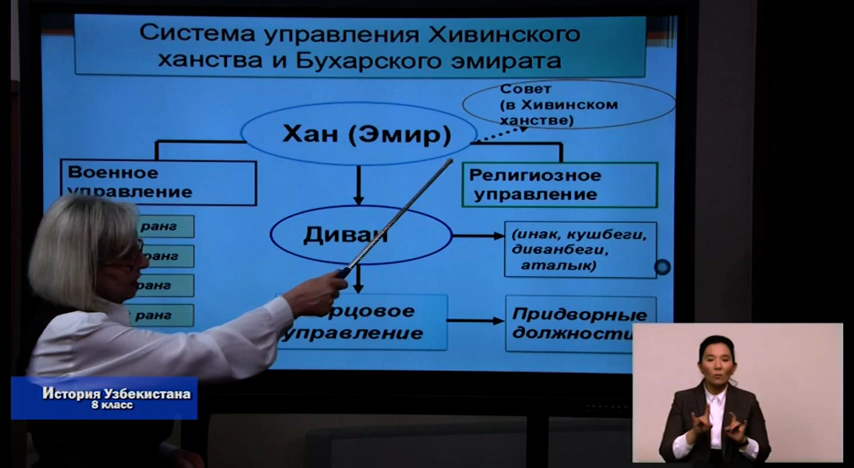 Система управления Хивинского
ханства и Бухарского эмирата
Совет
(в Хивинском
ханстве)
Хан (Эмир)
Военное
управление
Религиозное
управление
ранг
ранг
ранг
ранг
Диван
(инак, кушбеги,
диванбеги,
аталык)
управление
Придворные
должности
История Узбекистана
8 класс